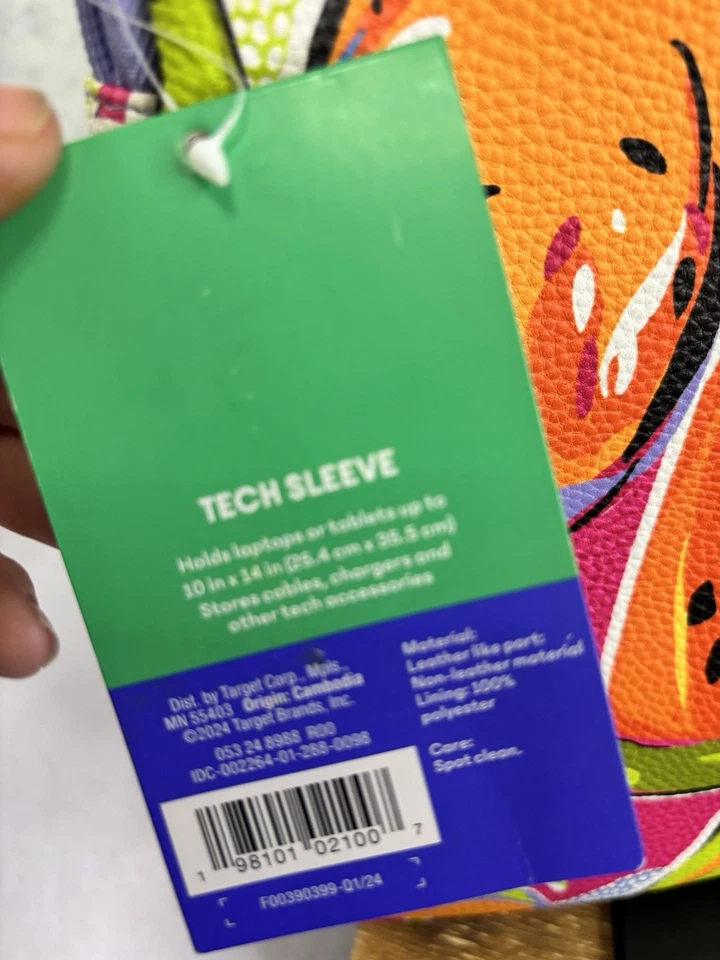 TECH SLEEVE
Holds laptops or tablets up to
10 in x 14 in (25.4 cm x 35.5 cm)
Stores cables, chargers and
other tech accessories
Dist. by Target Corp., Mpls.,
MN 55403 Origin: Cambodia
©2024 Target Brands, Inc.
053 24 8988 R00
IDC-002264-01-288-0098
Material:
Leather like part:
Non-leather material
Lining: 100%
polyester
Care:
Spot clean.
1 98101 02100 7
F00390399-Q1/24